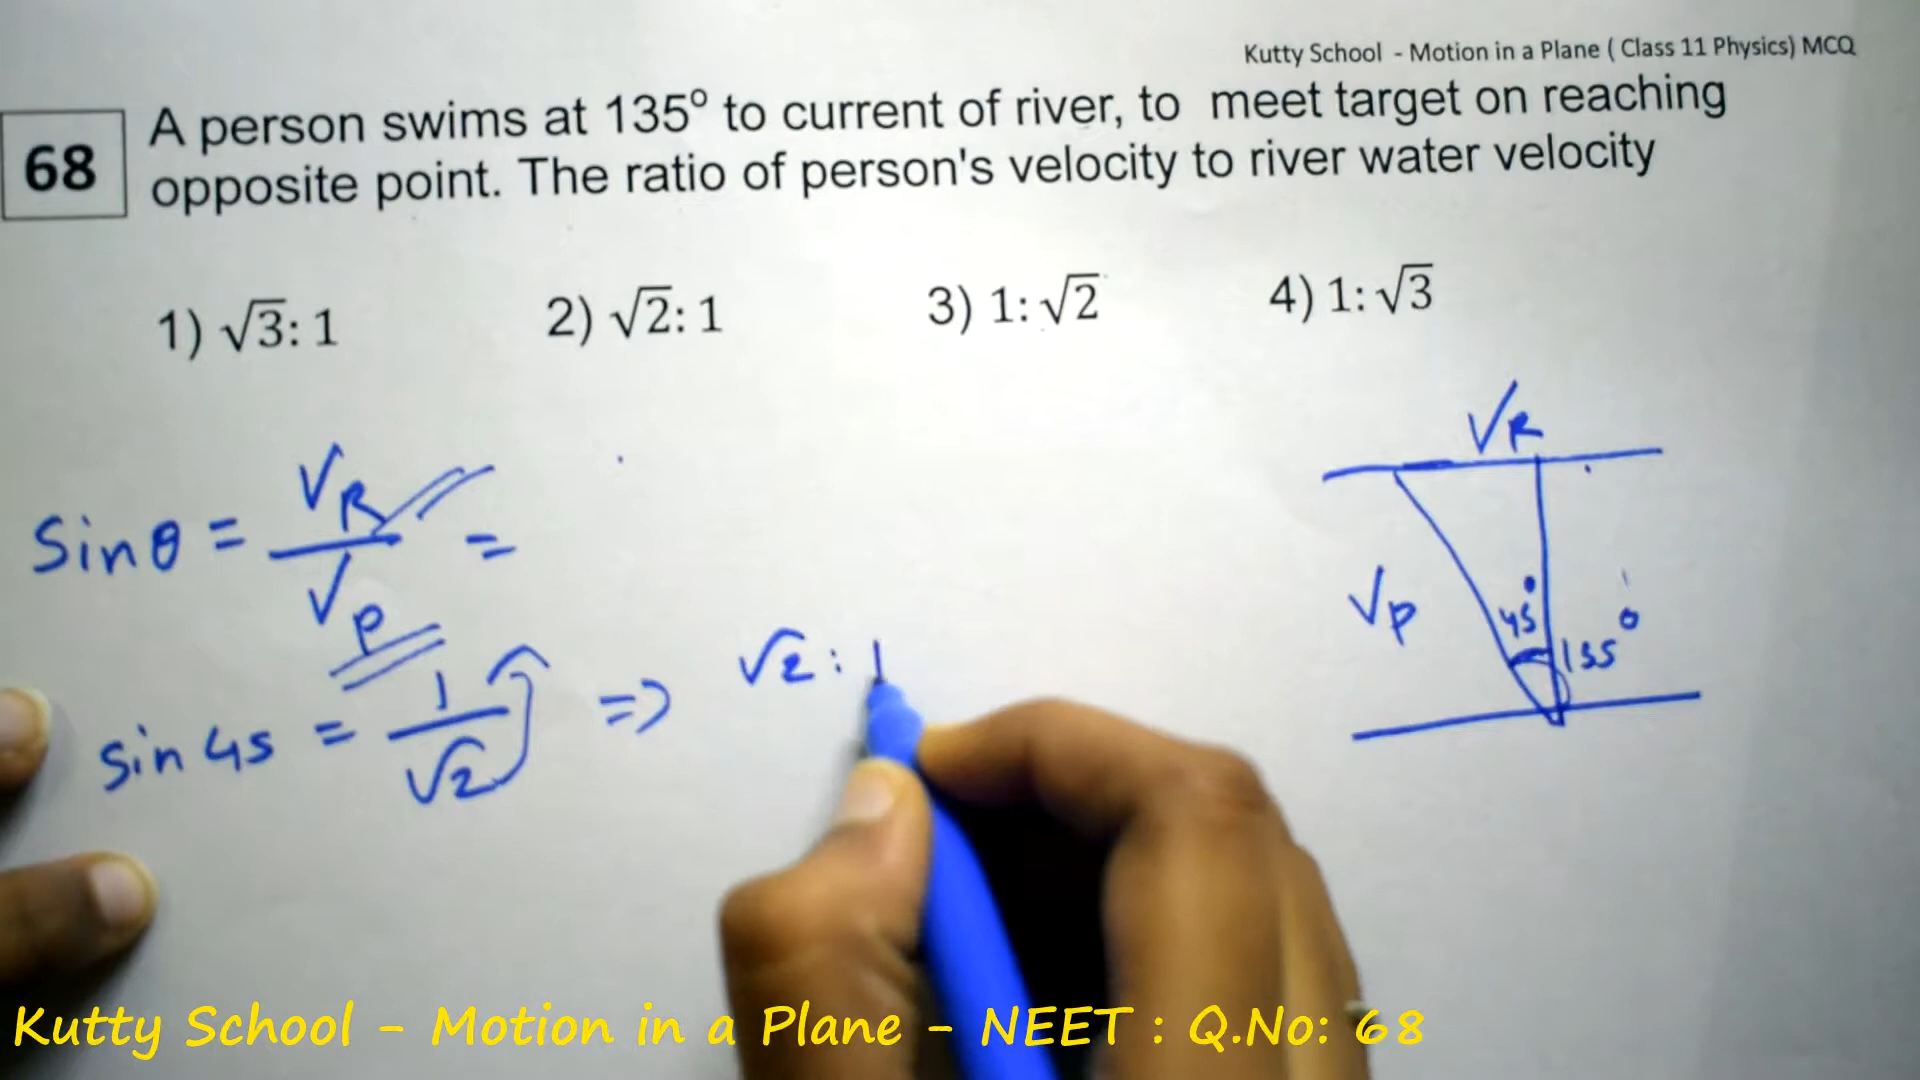 Kutty School - Motion in a Plane ( Class 11 Physics) MCQ
68
A person swims at 135º to current of river, to meet target on reaching
opposite point. The ratio of person's velocity to river water velocity
1) √3: 1
2) √2: 1
3) 1: √2
4) 1: √3
VR
Sinθ = VR/Vp =
Vp
45°
135°
sin 45 = 1/√2 => √2 : 1
Kutty School - Motion in a Plane - NEET : Q.No: 68